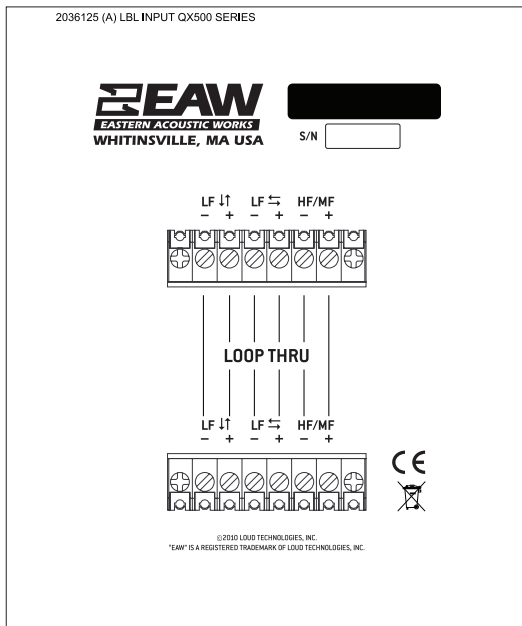 2036125 (A) LBL INPUT QX500 SERIES
EAW
EASTERN ACOUSTIC WORKS
WHITINSVILLE, MA USA
S/N
LF ↓↑ LF ⇆ HF/MF
− + − + − +
LOOP THRU
LF ↓↑ LF ⇆ HF/MF
− + − + − +
CE
©2010 LOUD TECHNOLOGIES, INC.
"EAW" IS A REGISTERED TRADEMARK OF LOUD TECHNOLOGIES, INC.